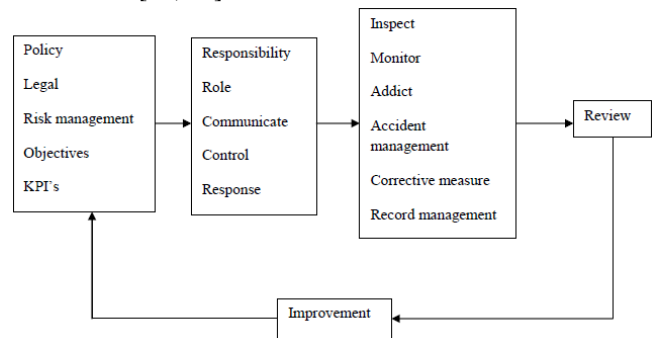 Policy
Legal
Risk management
Objectives
KPI's
Responsibility
Role
Communicate
Control
Response
Inspect
Monitor
Addict
Accident
management
Corrective measure
Record management
Review
Improvement